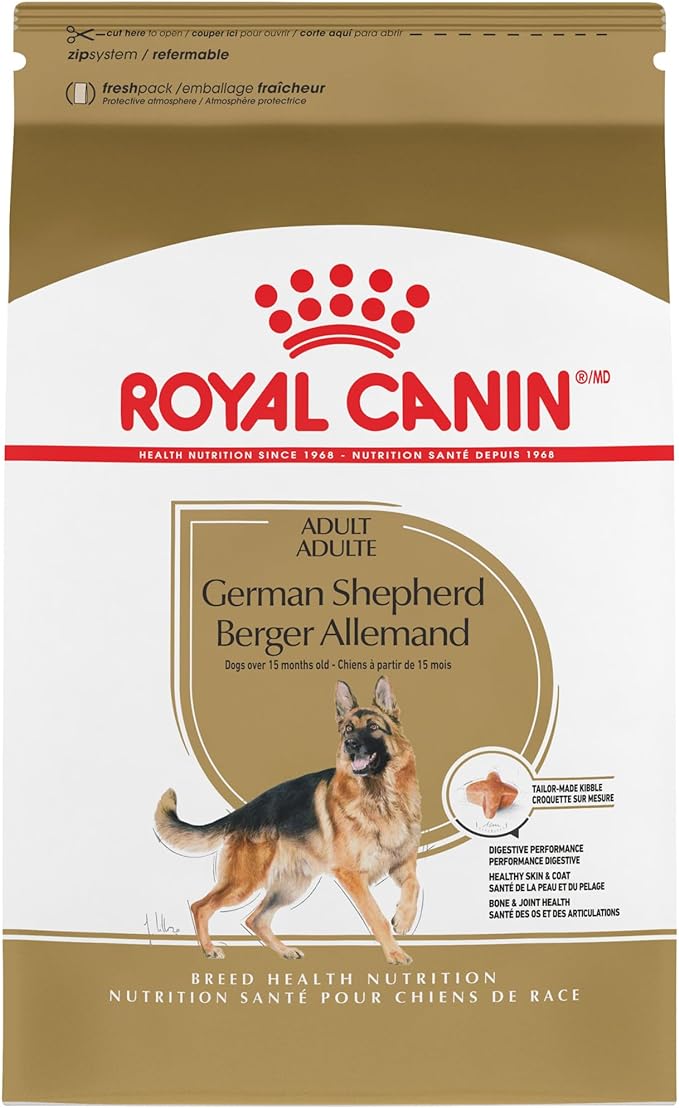 cut here to open / couper ici pour ouvrir / corte aquí para abrir
zipsystem / refermable
freshpack / emballage fraîcheur
Protective atmosphere / Atmosphère protectrice
ROYAL CANIN ®/MD
HEALTH NUTRITION SINCE 1968 - NUTRITION SANTÉ DEPUIS 1968
ADULT
ADULTE
German Shepherd
Berger Allemand
Dogs over 15 months old - Chiens à partir de 15 mois
TAILOR-MADE KIBBLE
CROQUETTE SUR MESURE
DIGESTIVE PERFORMANCE
PERFORMANCE DIGESTIVE
HEALTHY SKIN & COAT
SANTÉ DE LA PEAU ET DU PELAGE
BONE & JOINT HEALTH
SANTÉ DES OS ET DES ARTICULATIONS
BREED HEALTH NUTRITION
NUTRITION SANTÉ POUR CHIENS DE RACE